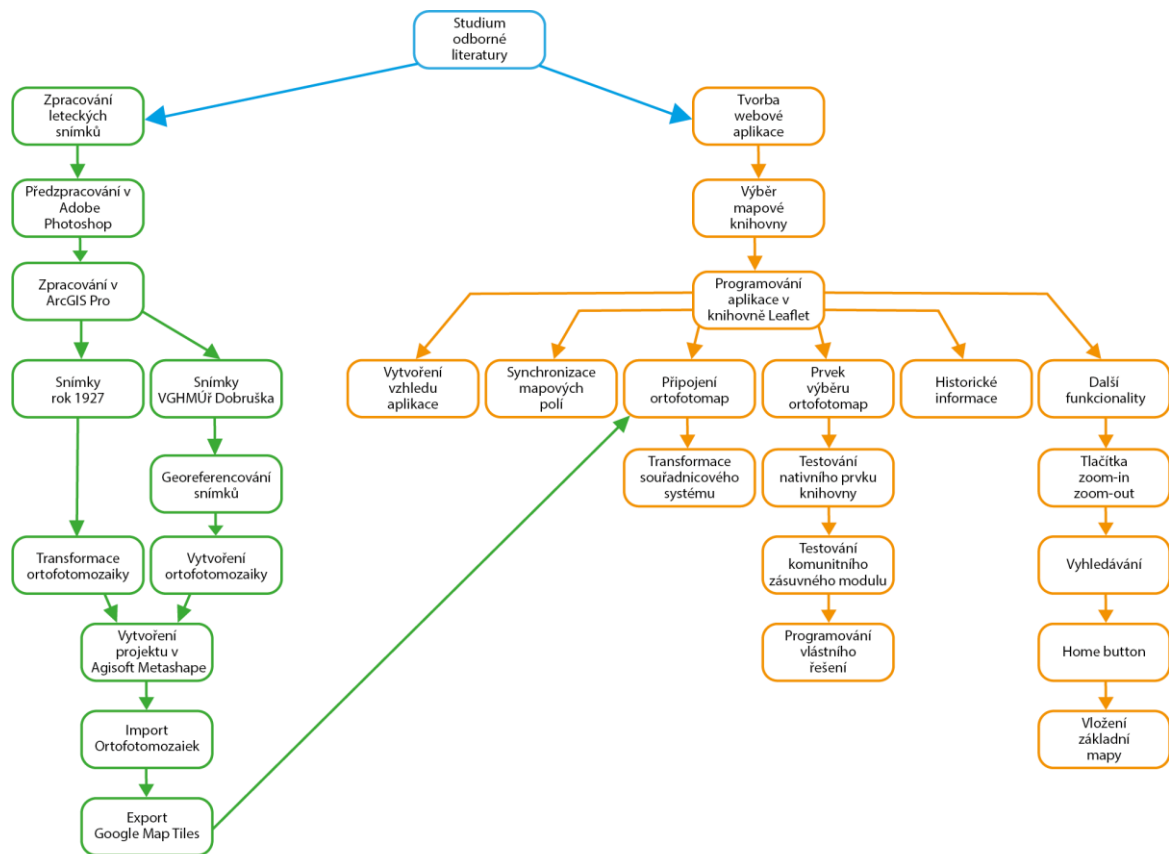 Studium
odborné
literatury
Zpracování
leteckých
snímků
Tvorba
webové
aplikace
Předzpracování v
Adobe
Photoshop
Výběr
mapové
knihovny
Zpracování v
ArcGIS Pro
Programování
aplikace v
knihovně Leaflet
Snímky
rok 1927
Snímky
VGHMÚř Dobruška
Vytvoření
vzhledu
aplikace
Synchronizace
mapových
polí
Připojení
ortofotomap
Prvek
výběru
ortofotomap
Historické
informace
Další
funkcionality
Georeferencování
snímků
Transformace
souřadnicového
systému
Testování
nativního prvku
knihovny
Tlačítka
zoom-in
zoom-out
Transformace
ortofotomozaiky
Vytvoření
ortofotomozaiky
Testování
komunitního
zásuvného modulu
Vyhledávání
Vytvoření
projektu v
Agisoft Metashape
Programování
vlástního
řešení
Home button
Import
Ortofotomozaiek
Vložení
základní
mapy
Export
Google Map Tiles